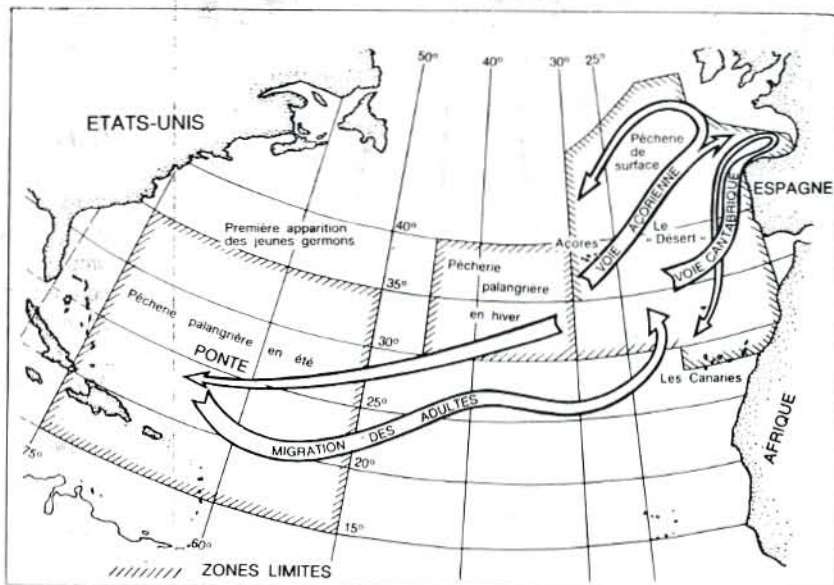 50°
40°
30°
25°
ETATS-UNIS
Pêcherie
de
surface
ESPAGNE
VOIE AÇORIENNE
VOIE CANTABRIQUE
Première apparition
des jeunes germons
40°
Açores
Le
« Désert »
Pêcherie
palangrière
en hiver
35°
Pêcherie palangrière en été
PONTE
30°
Les Canaries
25°
MIGRATION DES ADULTES
AFRIQUE
20°
75°
15°
60°
ZONES LIMITES